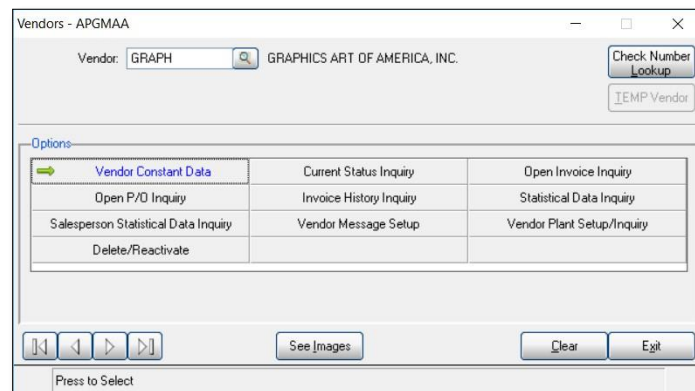 Vendors - APGMAA
Vendor: GRAPH GRAPHICS ART OF AMERICA, INC.
Check Number
Lookup
TEMP Vendor
Options
Vendor Constant Data Current Status Inquiry Open Invoice Inquiry
Open P/O Inquiry Invoice History Inquiry Statistical Data Inquiry
Salesperson Statistical Data Inquiry Vendor Message Setup Vendor Plant Setup/Inquiry
Delete/Reactivate
See Images Clear Exit
Press to Select